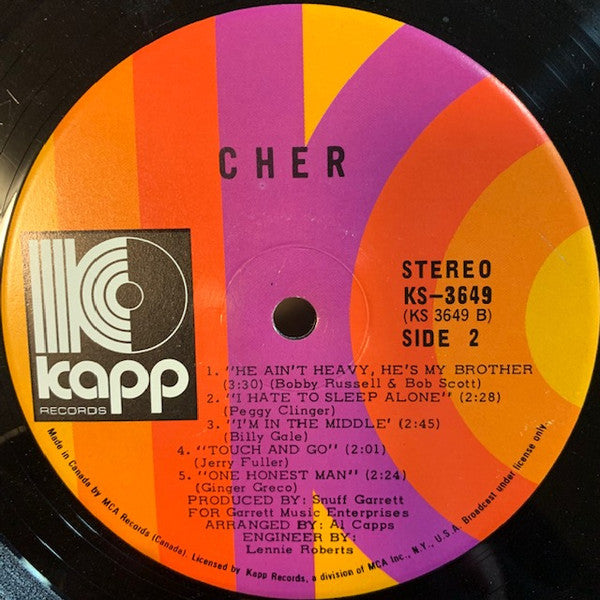 CHER
kapp
RECORDS
STEREO
KS-3649
(KS 3649 B)
SIDE 2
1. "HE AIN'T HEAVY, HE'S MY BROTHER
(3:30) (Bobby Russell & Bob Scott)
2. "I HATE TO SLEEP ALONE" (2:28)
(Peggy Clinger)
3. "I'M IN THE MIDDLE' (2:45)
(Billy Gale)
4. "TOUCH AND GO" (2:01)
(Jerry Fuller)
5. "ONE HONEST MAN" (2:24)
(Ginger Greco)
PRODUCED BY: Snuff Garrett
FOR Garrett Music Enterprises
ARRANGED BY: Al Capps
ENGINEER BY:
Lennie Roberts
Made in Canada by MCA Records (Canada). Licensed by Kapp Records, a division of MCA Inc., N.Y., U.S.A. Broadcast under license only.